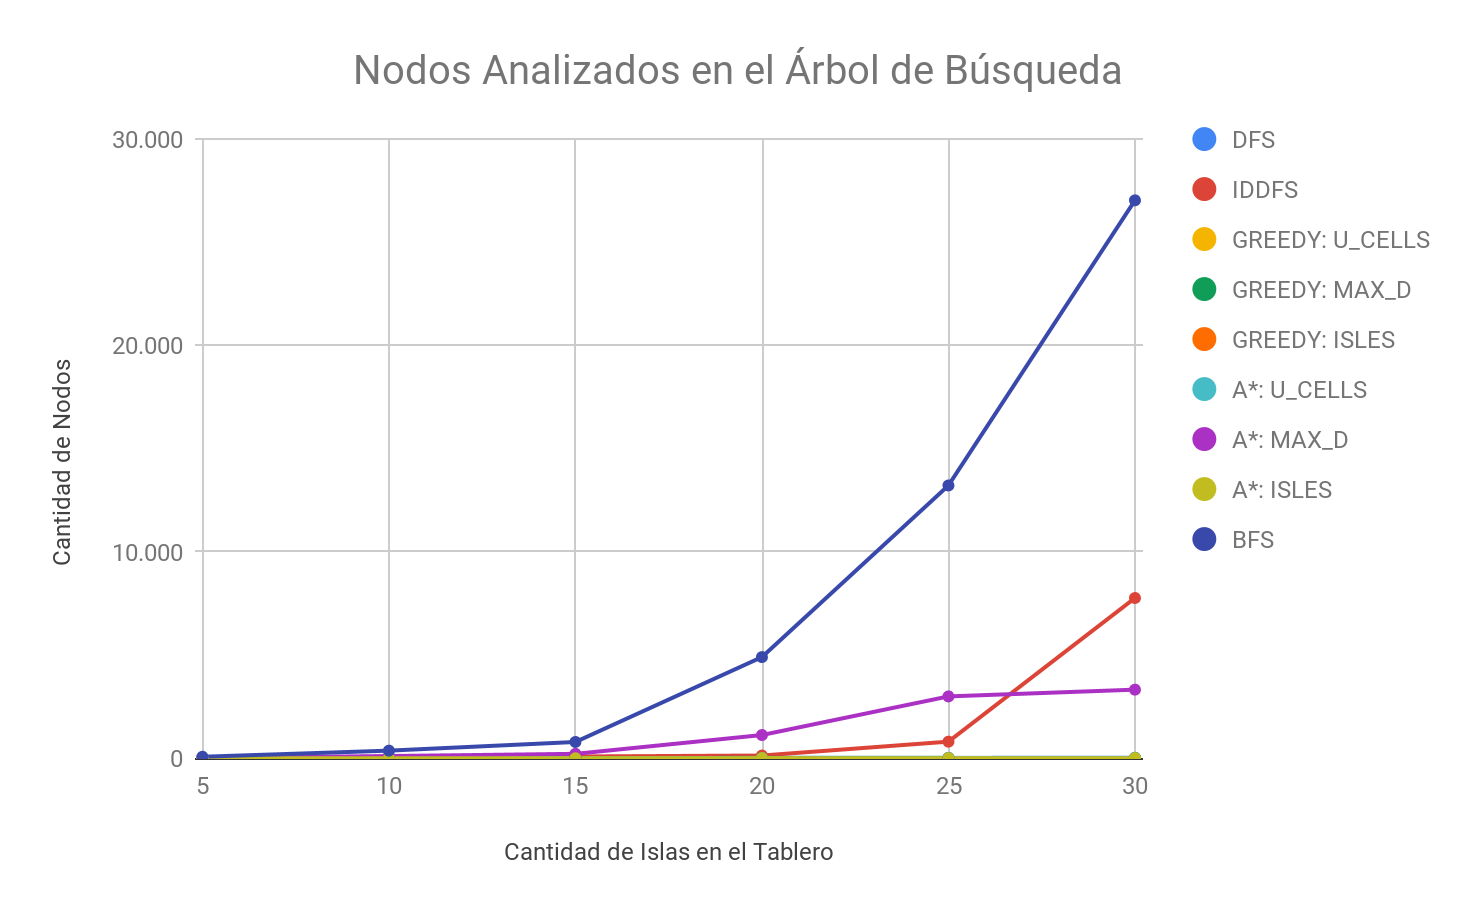 Nodos Analizados en el Árbol de Búsqueda
30.000
20.000
10.000
0
Cantidad de Nodos
5
10
15
20
25
30
Cantidad de Islas en el Tablero
DFS
IDDFS
GREEDY: U_CELLS
GREEDY: MAX_D
GREEDY: ISLES
A*: U_CELLS
A*: MAX_D
A*: ISLES
BFS